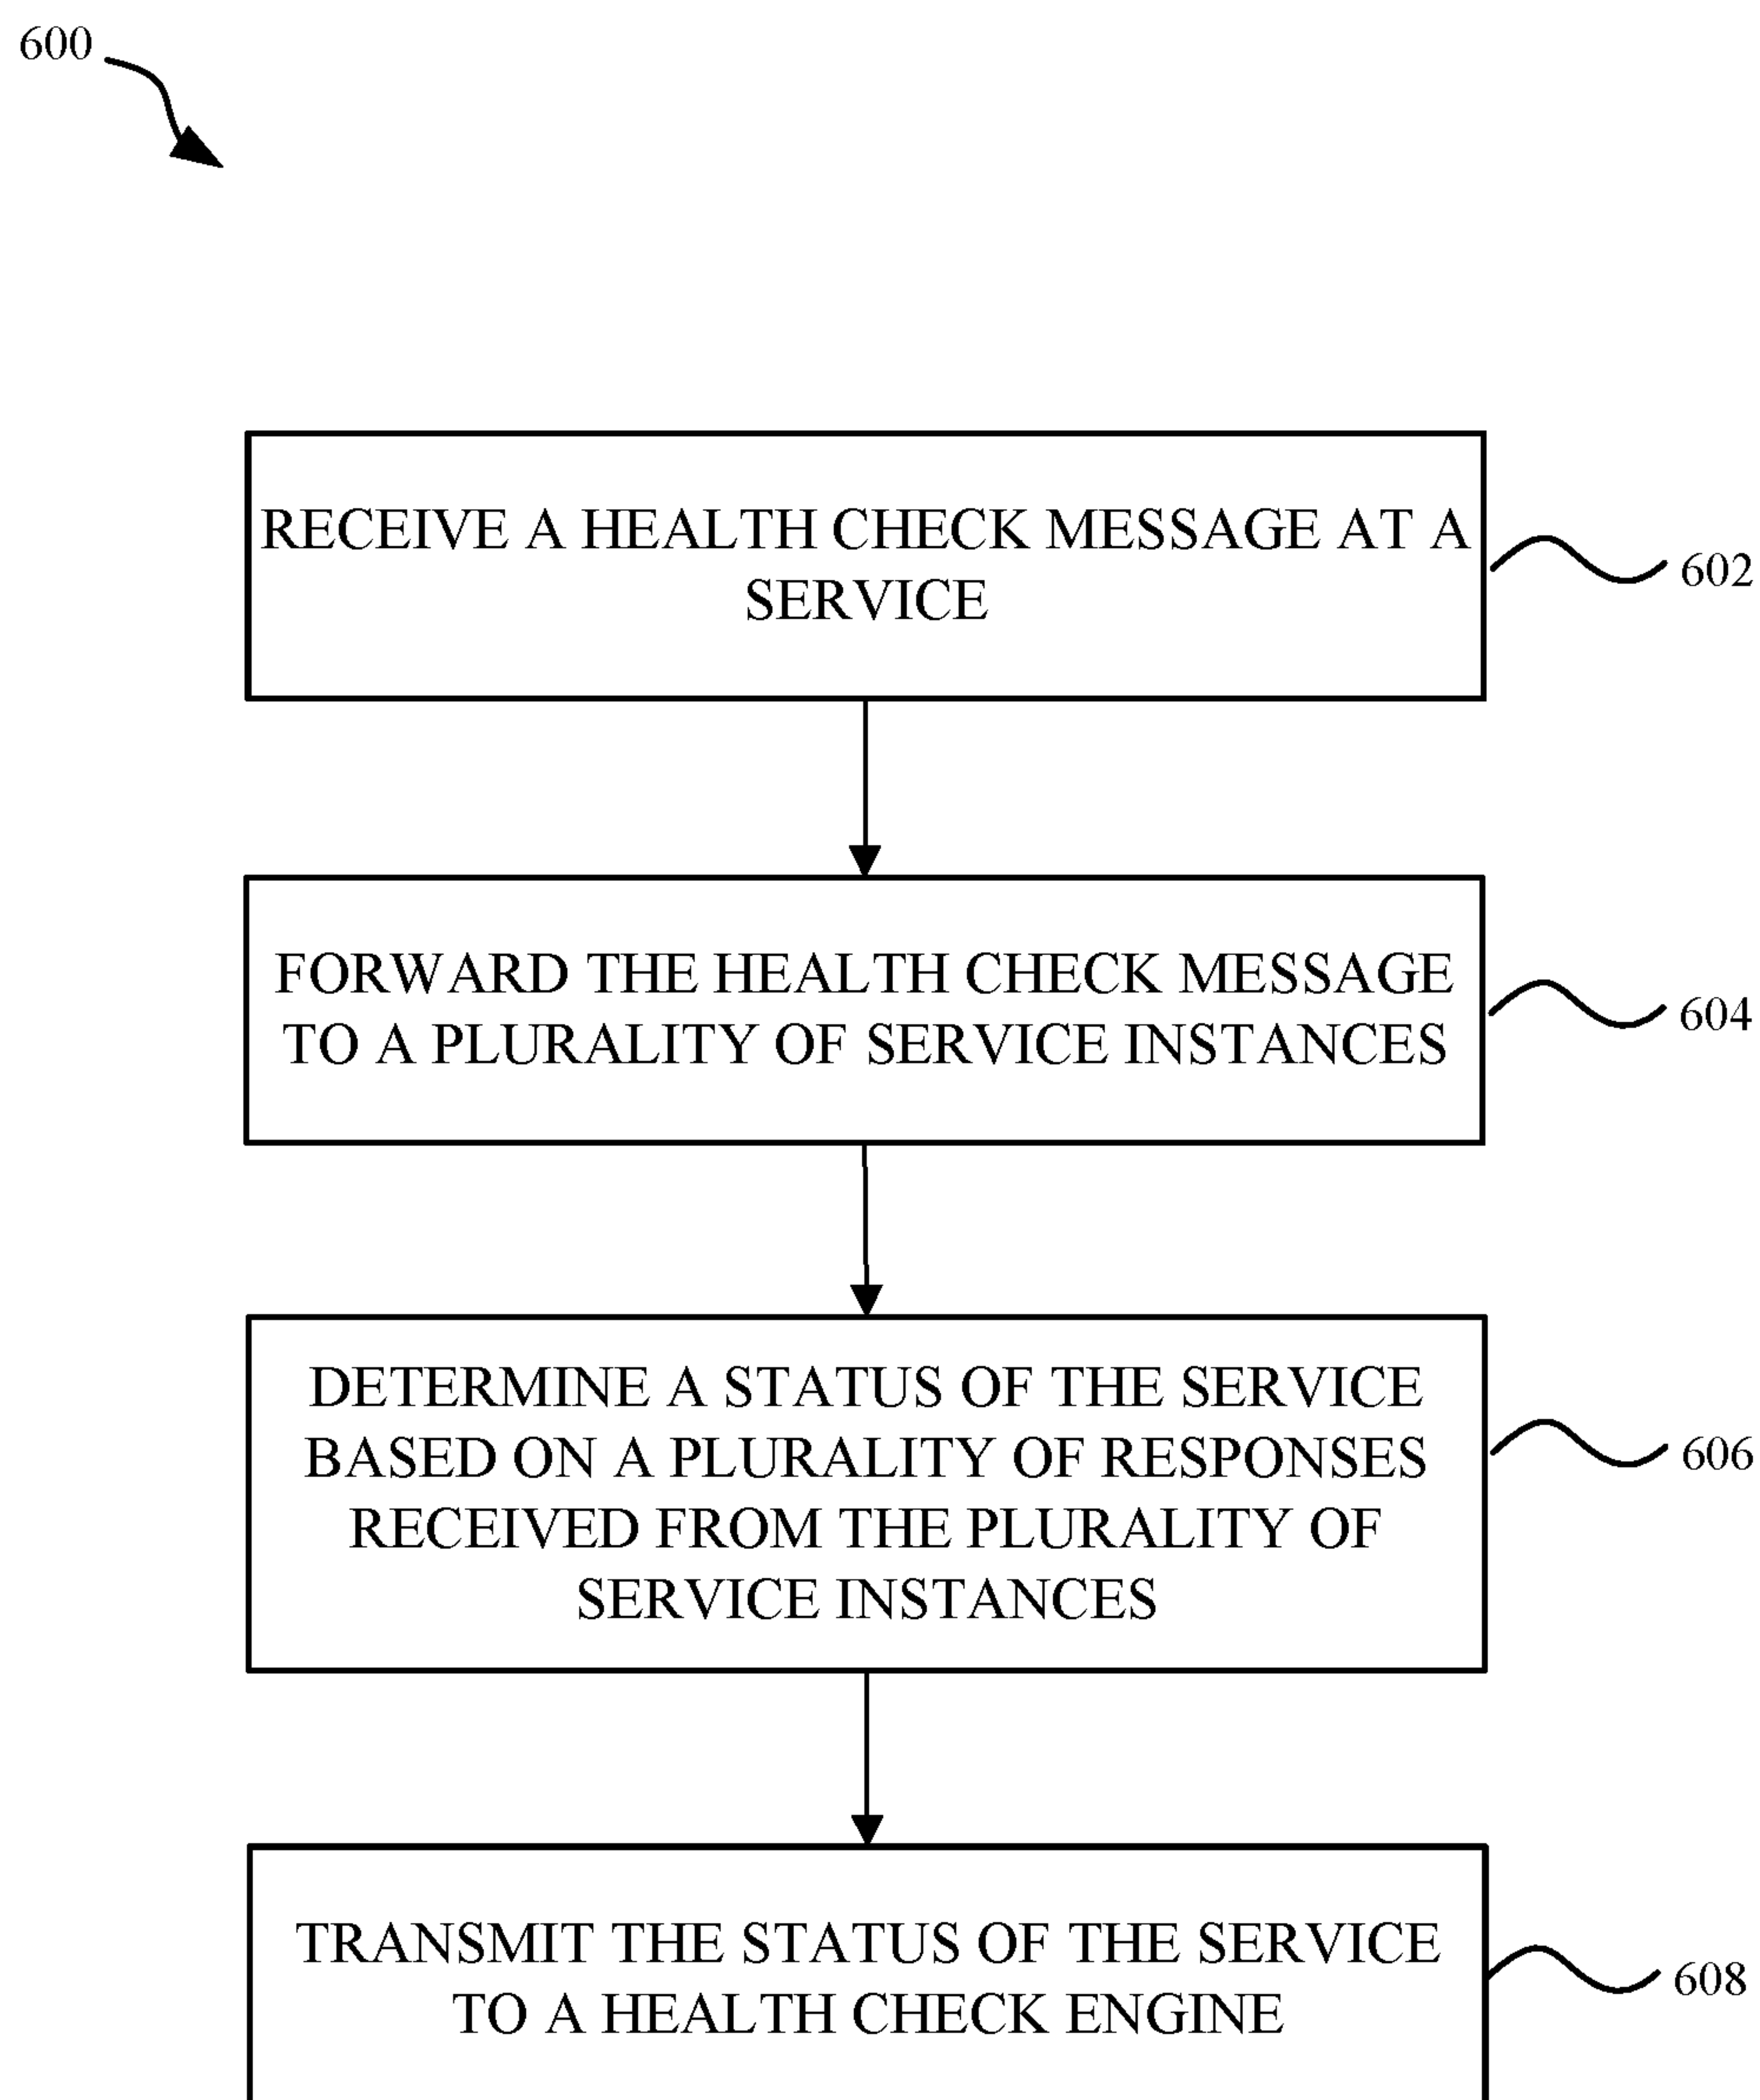 600
RECEIVE A HEALTH CHECK MESSAGE AT A
SERVICE
602
FORWARD THE HEALTH CHECK MESSAGE
TO A PLURALITY OF SERVICE INSTANCES
604
DETERMINE A STATUS OF THE SERVICE
BASED ON A PLURALITY OF RESPONSES
RECEIVED FROM THE PLURALITY OF
SERVICE INSTANCES
606
TRANSMIT THE STATUS OF THE SERVICE
TO A HEALTH CHECK ENGINE
608